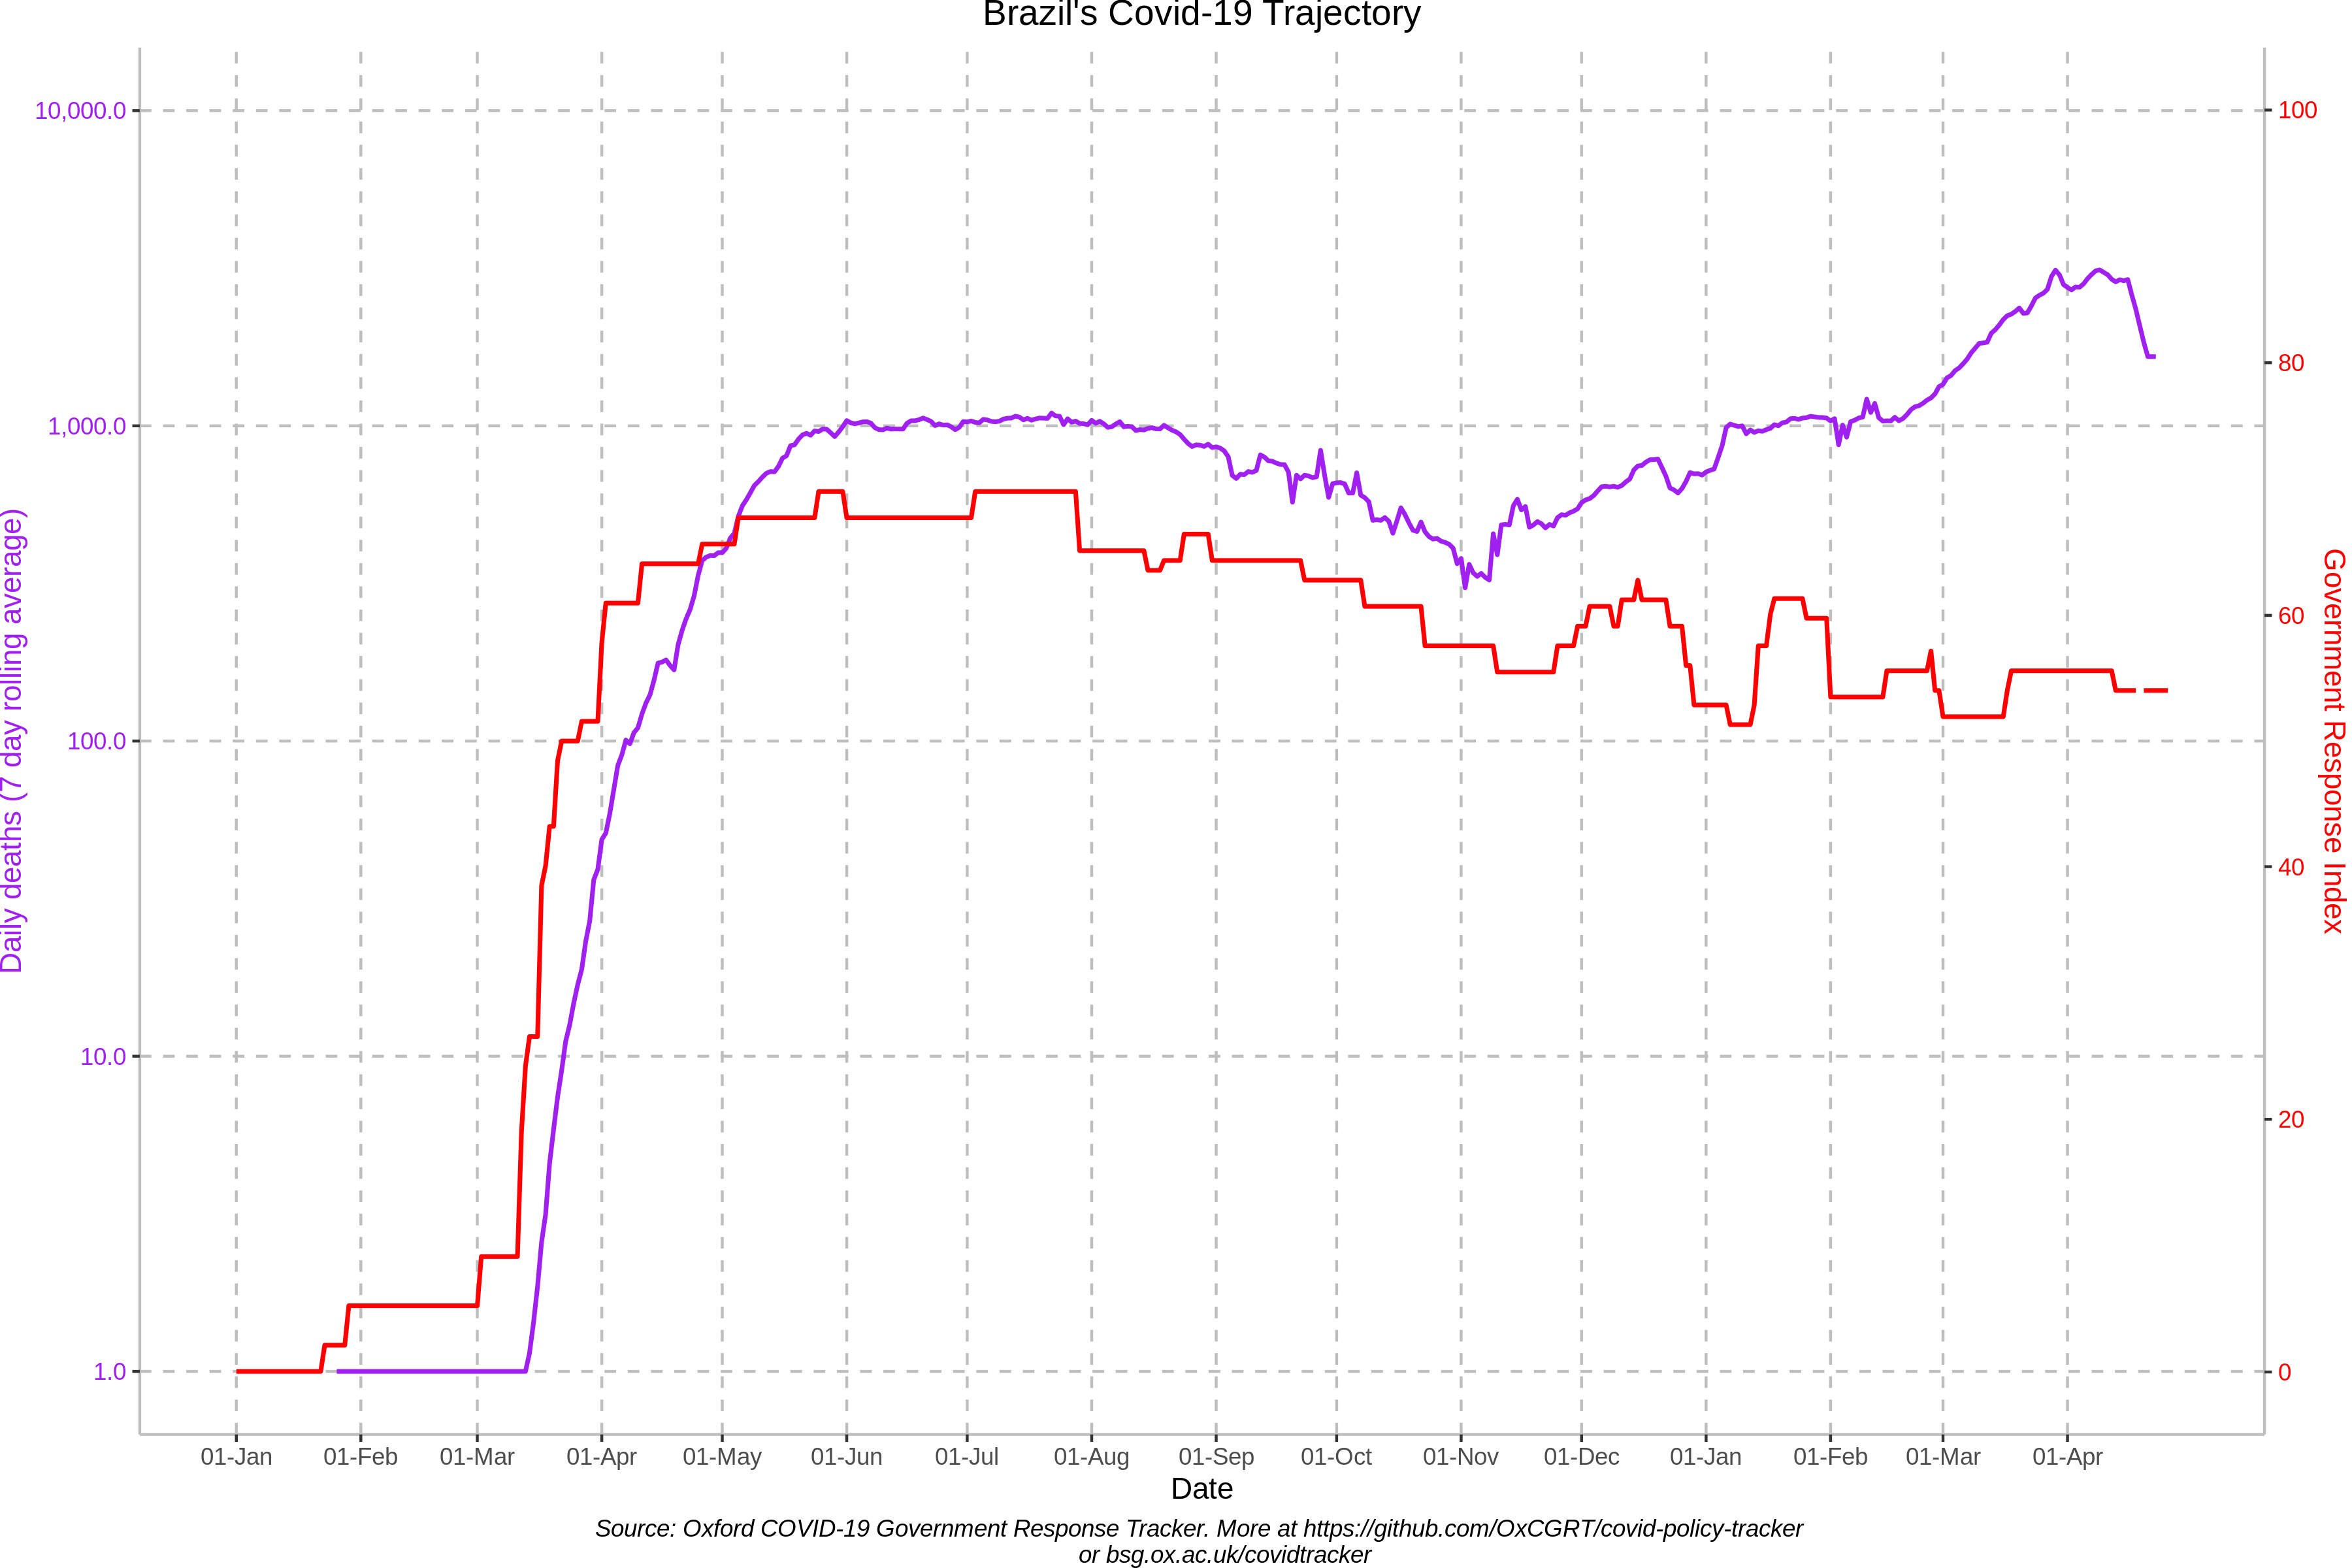 Brazil's Covid-19 Trajectory
10,000.0
1,000.0
100.0
10.0
1.0
Daily deaths (7 day rolling average)
100
80
60
40
20
0
Government Response Index
01-Jan 01-Feb 01-Mar 01-Apr 01-May 01-Jun 01-Jul 01-Aug 01-Sep 01-Oct 01-Nov 01-Dec 01-Jan 01-Feb 01-Mar 01-Apr
Date
Source: Oxford COVID-19 Government Response Tracker. More at https://github.com/OxCGRT/covid-policy-tracker
or bsg.ox.ac.uk/covidtracker